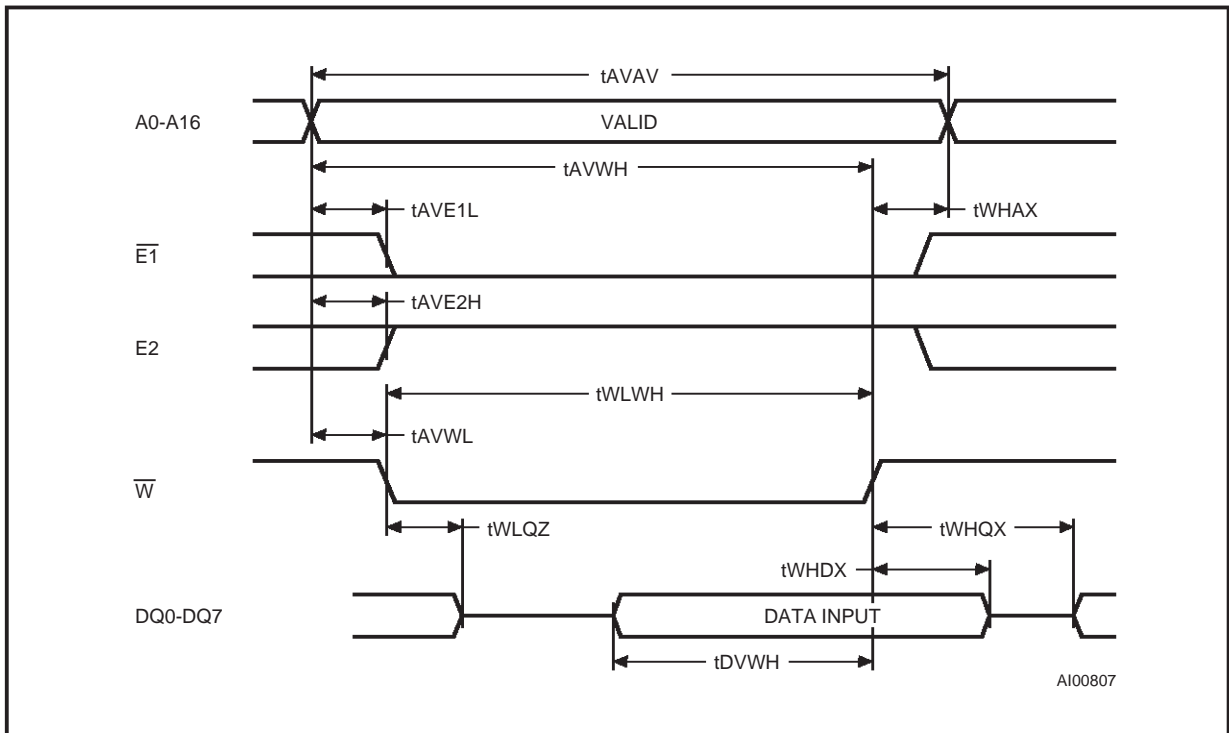 tAVAV
A0-A16
VALID
tAVWH
tAVE1L
tWHAX
E1
tAVE2H
E2
tWLWH
tAVWL
W
tWLQZ
tWHQX
tWHDX
DQ0-DQ7
DATA INPUT
tDVWH
AI00807